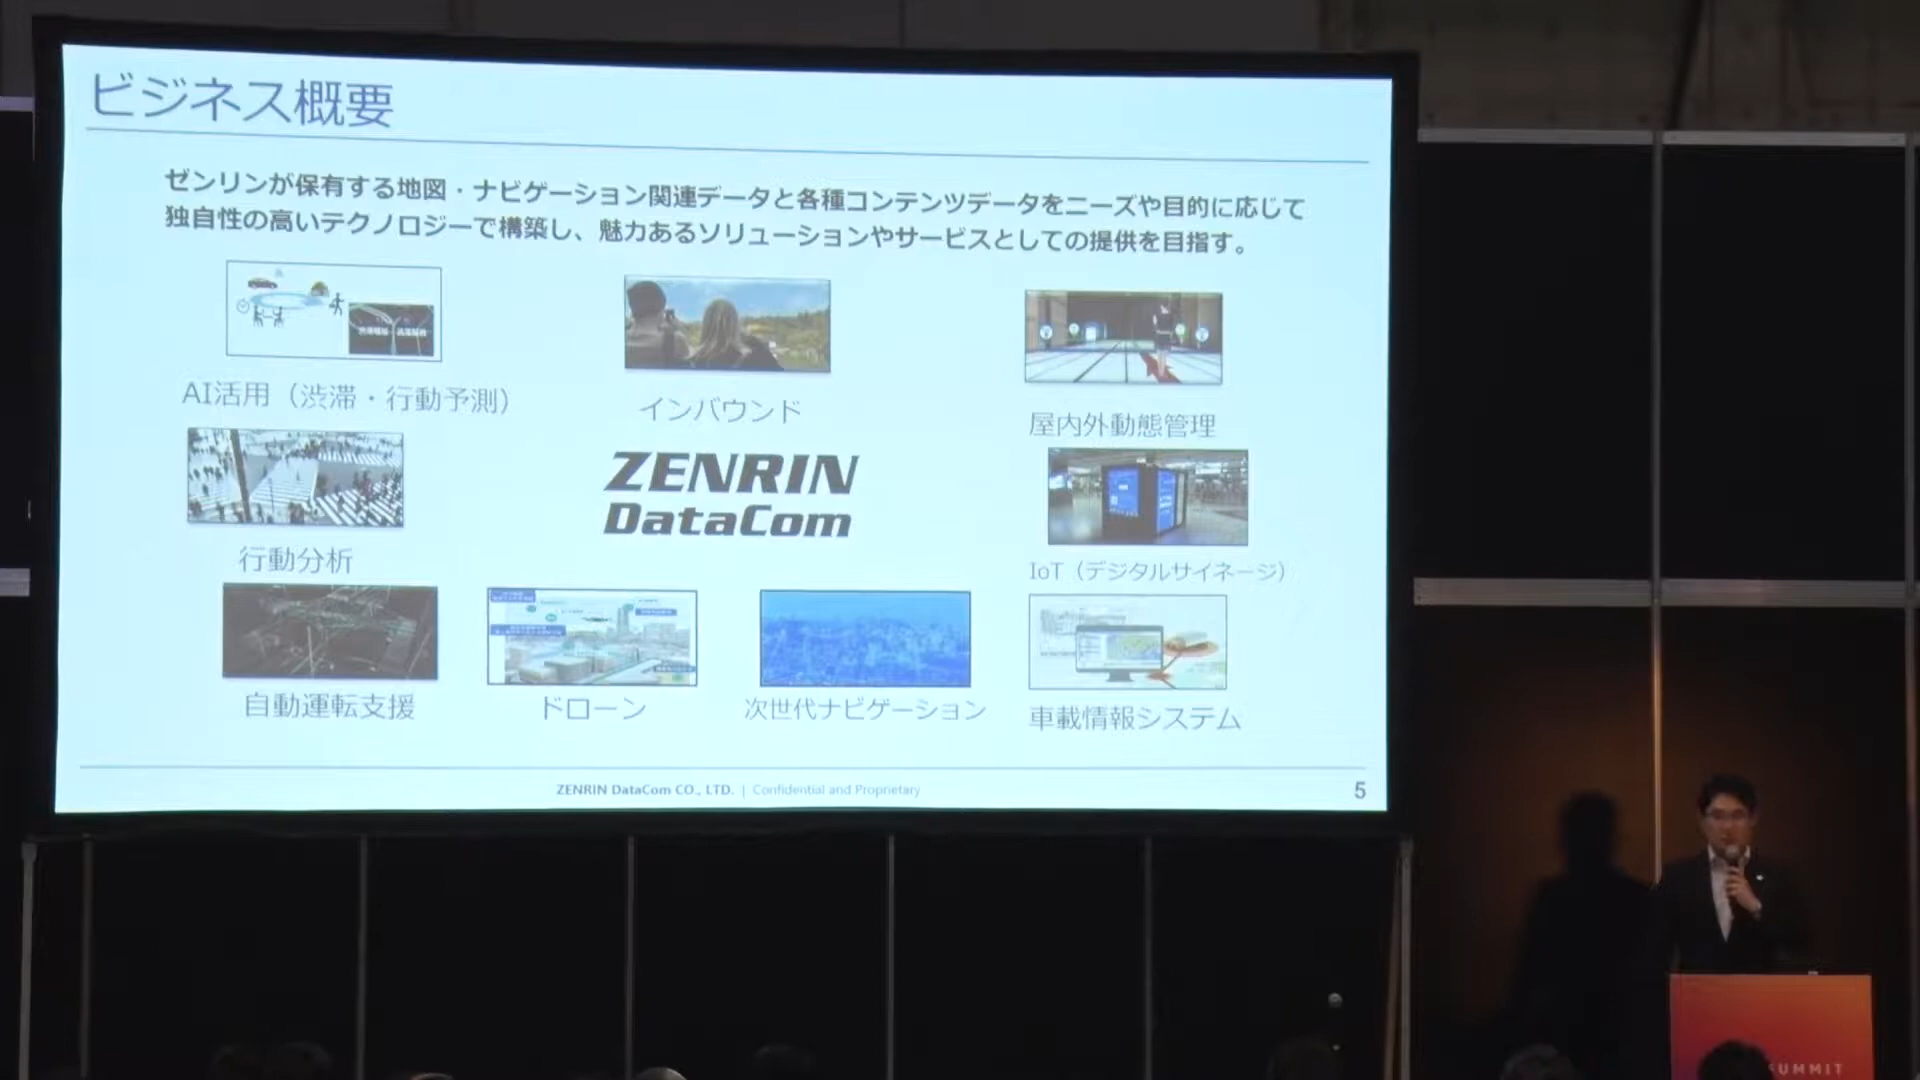 ビジネス概要
ゼンリンが保有する地図・ナビゲーション関連データと各種コンテンツデータをニーズや目的に応じて
独自性の高いテクノロジーで構築し、魅力あるソリューションやサービスとしての提供を目指す。
AI活用（渋滞・行動予測）
インバウンド
屋内外動態管理
行動分析
ZENRIN
DataCom
IoT（デジタルサイネージ）
自動運転支援
ドローン
次世代ナビゲーション
車載情報システム
ZENRIN DataCom CO., LTD. | Confidential and Proprietary
5
SUMMIT